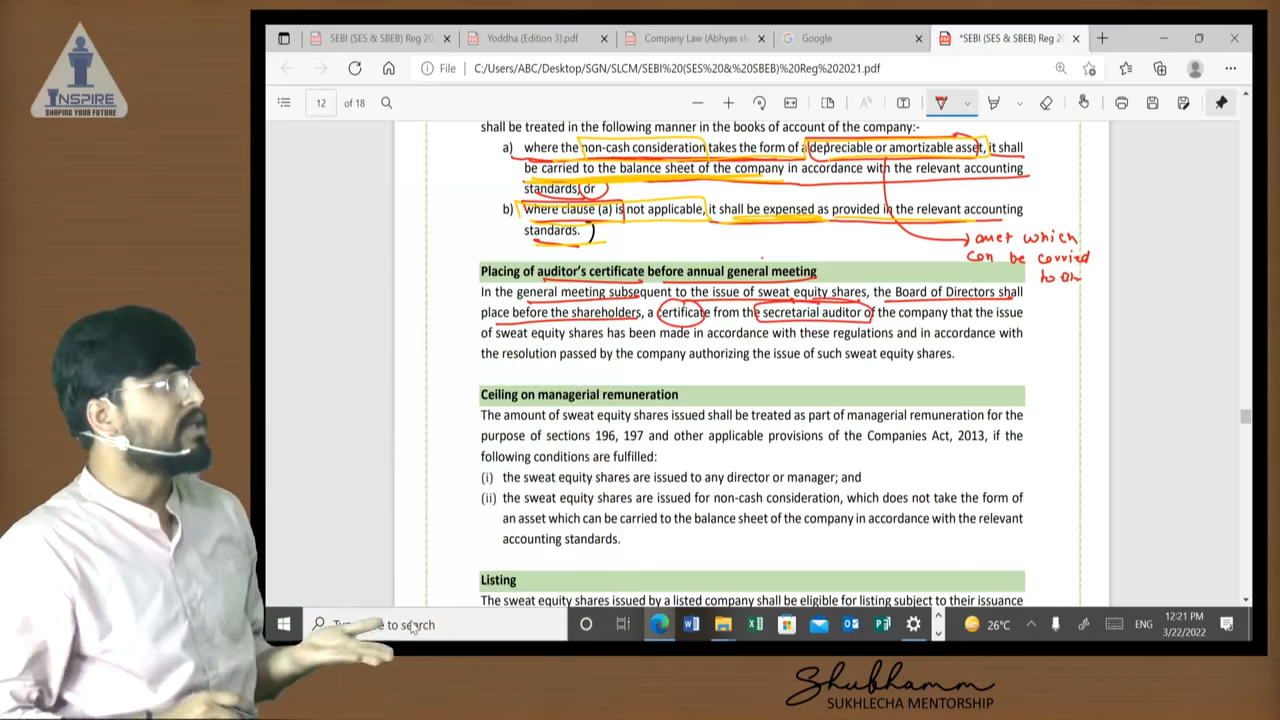 INSPIRE
SHAPING YOUR FUTURE
SEBI (SES & SBEB) Reg 20
Yoddha (Edition 3).pdf
Company Law (Abhyas sh
Google
*SEBI (SES & SBEB) Reg 2
File
C:/Users/ABC/Desktop/SGN/SLCM/SEBI%20(SES%20&%20SBEB)%20Reg%202021.pdf
12 of 18
shall be treated in the following manner in the books of account of the company:-
a) where the non-cash consideration takes the form of a depreciable or amortizable asset, it shall
be carried to the balance sheet of the company in accordance with the relevant accounting
standards; or
b) where clause (a) is not applicable, it shall be expensed as provided in the relevant accounting
standards.
which
can be carried
to
Placing of auditor's certificate before annual general meeting
In the general meeting subsequent to the issue of sweat equity shares, the Board of Directors shall
place before the shareholders, a certificate from the secretarial auditor of the company that the issue
of sweat equity shares has been made in accordance with these regulations and in accordance with
the resolution passed by the company authorizing the issue of such sweat equity shares.
Ceiling on managerial remuneration
The amount of sweat equity shares issued shall be treated as part of managerial remuneration for the
purpose of sections 196, 197 and other applicable provisions of the Companies Act, 2013, if the
following conditions are fulfilled:
(i) the sweat equity shares are issued to any director or manager; and
(ii) the sweat equity shares are issued for non-cash consideration, which does not take the form of
an asset which can be carried to the balance sheet of the company in accordance with the relevant
accounting standards.
Listing
The sweat equity shares issued by a listed company shall be eligible for listing subject to their issuance
to search
26°C
ENG
12:21 PM
3/22/2022
Shubhamm
SUKHLECHA MENTORSHIP